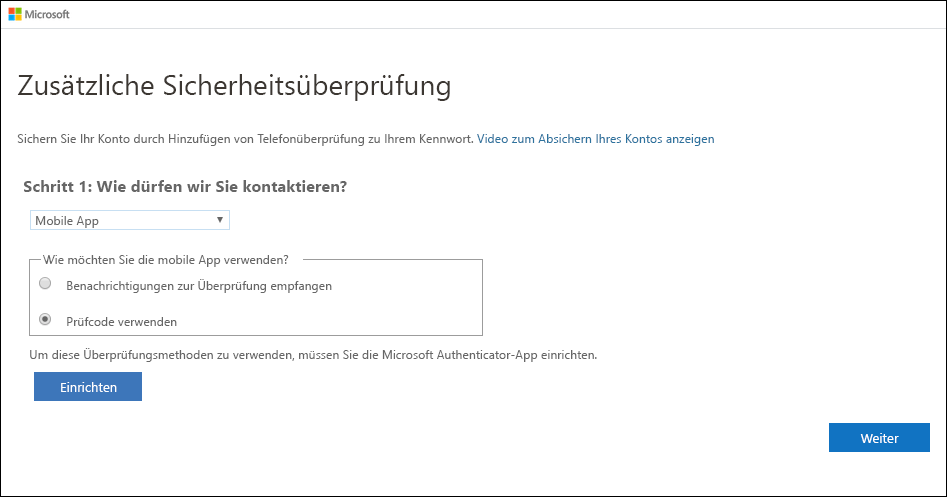 Microsoft
Zusätzliche Sicherheitsüberprüfung
Sichern Sie Ihr Konto durch Hinzufügen von Telefonüberprüfung zu Ihrem Kennwort. Video zum Absichern Ihres Kontos anzeigen
Schritt 1: Wie dürfen wir Sie kontaktieren?
Mobile App
Wie möchten Sie die mobile App verwenden?
Benachrichtigungen zur Überprüfung empfangen
Prüfcode verwenden
Um diese Überprüfungsmethoden zu verwenden, müssen Sie die Microsoft Authenticator-App einrichten.
Einrichten
Weiter